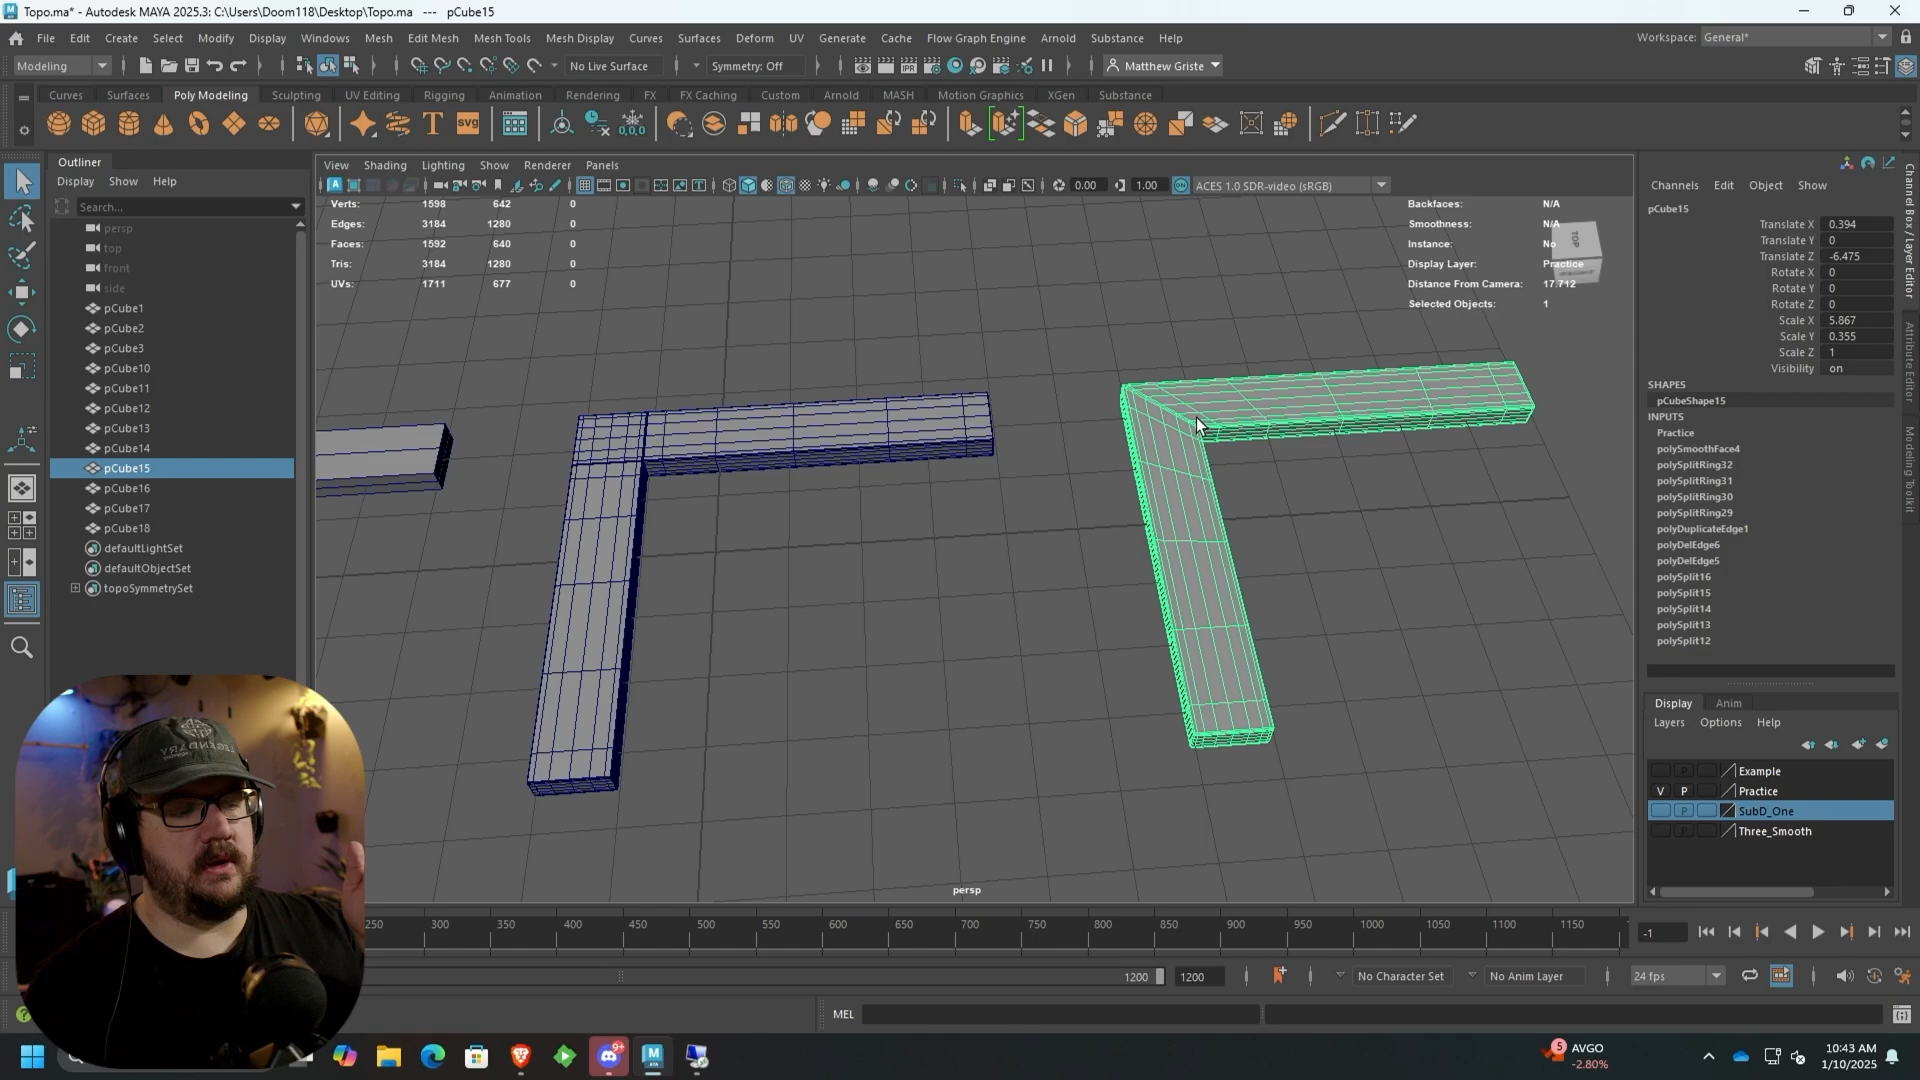 Topo.ma* - Autodesk MAYA 2025.3: C:\Users\Doom118\Desktop\Topo.ma --- pCube15
File Edit Create Select Modify Display Windows Mesh Edit Mesh Mesh Tools Mesh Display Curves Surfaces Deform UV Generate Cache Flow Graph Engine Arnold Substance Help
Workspace: General*
Modeling No Live Surface Symmetry: Off Matthew Griste
Curves Surfaces Poly Modeling Sculpting UV Editing Rigging Animation Rendering FX FX Caching Custom Arnold MASH Motion Graphics XGen Substance
Outliner
Display Show Help
Search...
persp
top
front
side
pCube1
pCube2
pCube3
pCube10
pCube11
pCube12
pCube13
pCube14
pCube15
pCube16
pCube17
pCube18
defaultLightSet
defaultObjectSet
topoSymmetrySet
View Shading Lighting Show Renderer Panels
0.00 1.00 ACES 1.0 SDR-video (sRGB)
Verts: 1598 642 0
Edges: 3184 1280 0
Faces: 1592 640 0
Tris: 3184 1280 0
UVs: 1711 677 0
Backfaces: N/A
Smoothness: N/A
Instance: No
Display Layer: Practice
Distance From Camera: 17.712
Selected Objects: 1
TOP
persp
Channels Edit Object Show
pCube15
Translate X 0.394
Translate Y 0
Translate Z -6.475
Rotate X 0
Rotate Y 0
Rotate Z 0
Scale X 5.867
Scale Y 0.355
Scale Z 1
Visibility on
SHAPES
pCubeShape15
INPUTS
Practice
polySmoothFace4
polySplitRing32
polySplitRing31
polySplitRing30
polySplitRing29
polyDuplicateEdge1
polyDelEdge6
polyDelEdge5
polySplit16
polySplit15
polySplit14
polySplit13
polySplit12
Channel Box / Layer Editor
Attribute Editor
Modeling Toolkit
Display Anim
Layers Options Help
P Example
V P Practice
P SubD_One
P Three_Smooth
250 300 350 400 450 500 550 600 650 700 750 800 850 900 950 1000 1050 1100 1150
-1
1200 1200 No Character Set No Anim Layer 24 fps
MEL
LEGENDARY
9+
5 AVGO
-2.80%
10:43 AM
1/10/2025